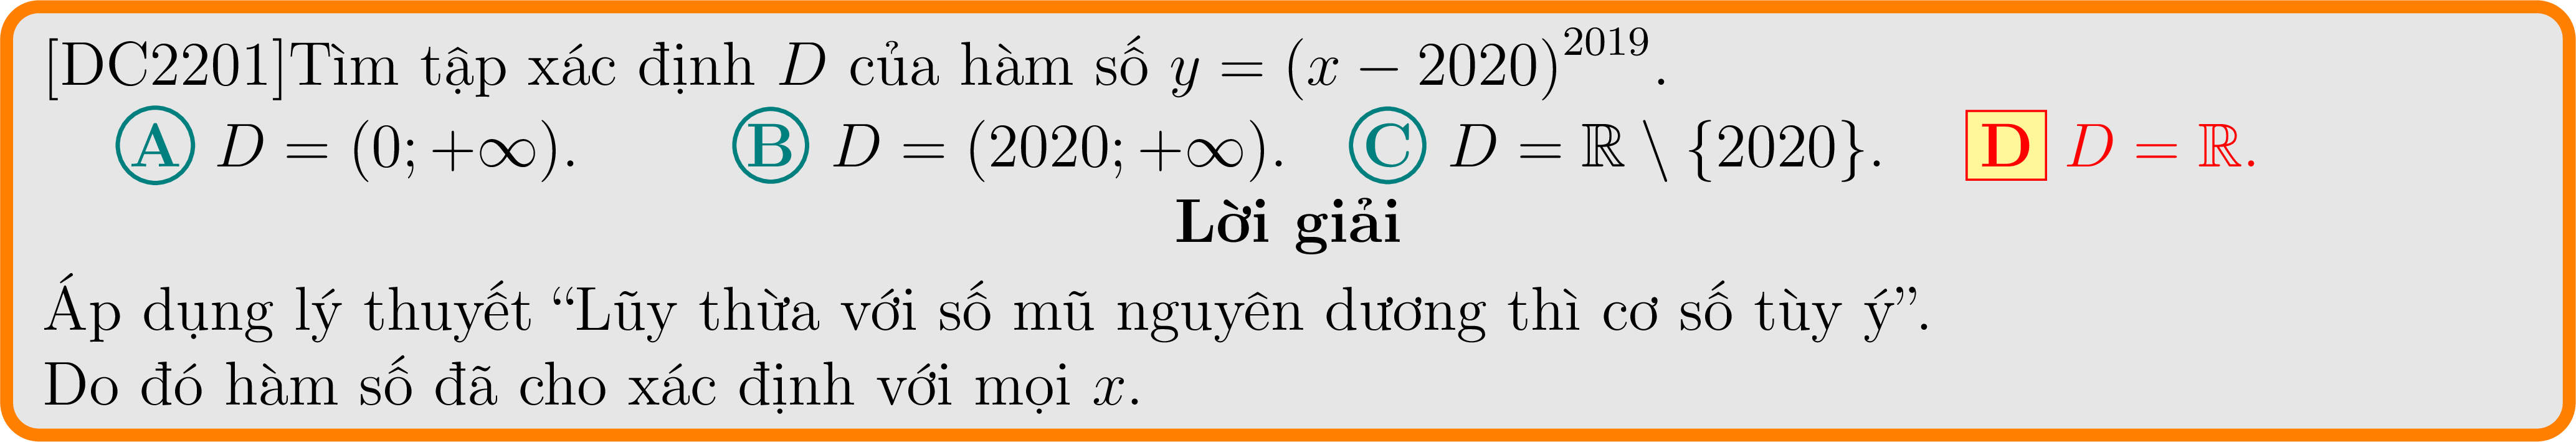 [DC2201]Tìm tập xác định D của hàm số y = (x − 2020)^2019.
A D = (0; +∞). B D = (2020; +∞). C D = ℝ \ {2020}. D D = ℝ.
Lời giải
Áp dụng lý thuyết “Lũy thừa với số mũ nguyên dương thì cơ số tùy ý”.
Do đó hàm số đã cho xác định với mọi x.